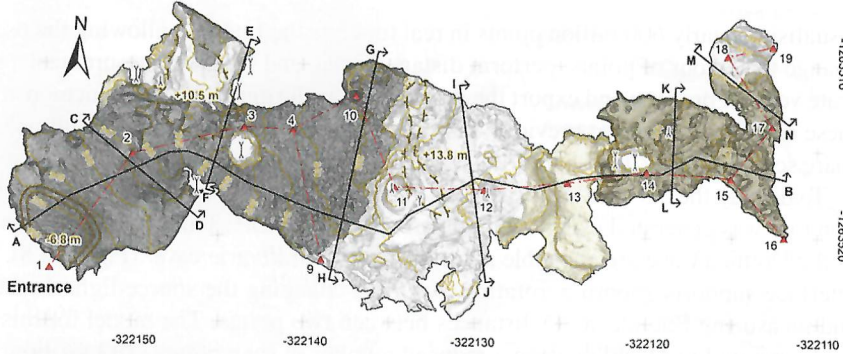 N
E
G
I
M
18
19
+10.5 m
K
C
2
3
4
10
17
N
+13.8 m
F
11
12
13
14
15
B
A
-6.8 m
D
L
1
9
16
Entrance
H
J
-322150
-322140
-322130
-322120
-322110